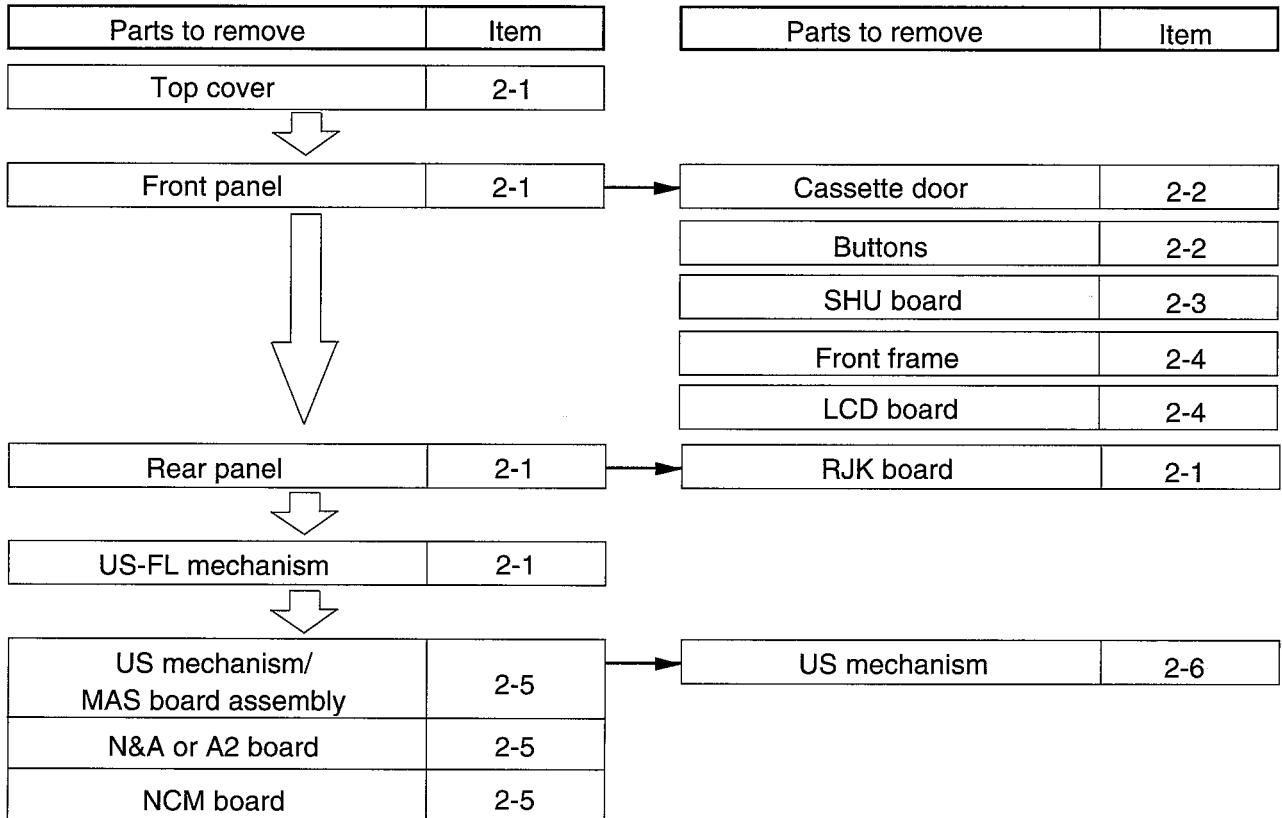 Parts to remove Item
Parts to remove Item
Top cover 2-1
Front panel 2-1
Cassette door 2-2
Buttons 2-2
SHU board 2-3
Front frame 2-4
LCD board 2-4
Rear panel 2-1
RJK board 2-1
US-FL mechanism 2-1
US mechanism/
MAS board assembly 2-5
US mechanism 2-6
N&A or A2 board 2-5
NCM board 2-5